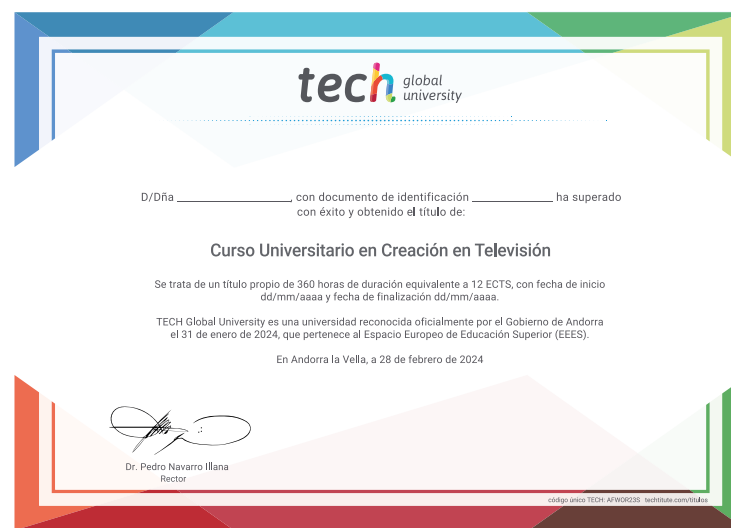 tech global university
D/Dña ____________, con documento de identificación ____________ ha superado
con éxito y obtenido el título de:
Curso Universitario en Creación en Televisión
Se trata de un título propio de 360 horas de duración equivalente a 12 ECTS, con fecha de inicio
dd/mm/aaaa y fecha de finalización dd/mm/aaaa.
TECH Global University es una universidad reconocida oficialmente por el Gobierno de Andorra
el 31 de enero de 2024, que pertenece al Espacio Europeo de Educación Superior (EEES).
En Andorra la Vella, a 28 de febrero de 2024
Dr. Pedro Navarro Illana
Rector
código único TECH: AFWOR23S techtitute.com/titulos